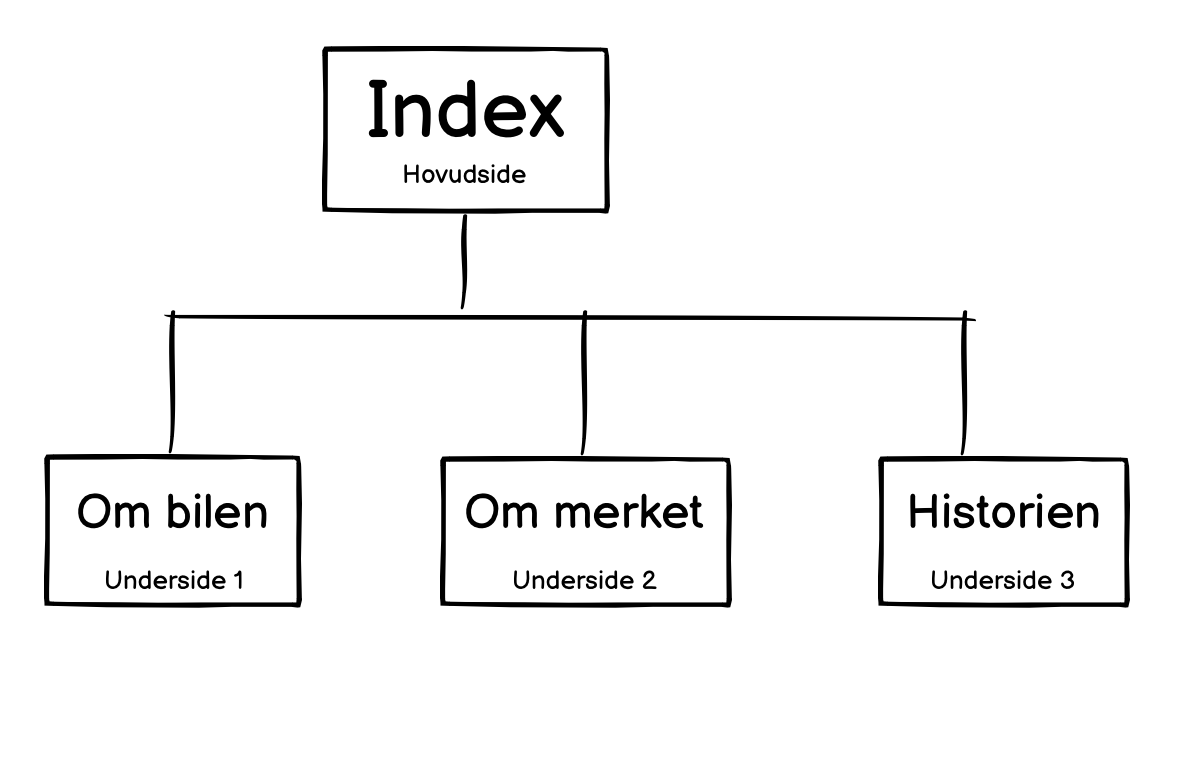 Index
Hovudside
Om bilen
Underside 1
Om merket
Underside 2
Historien
Underside 3